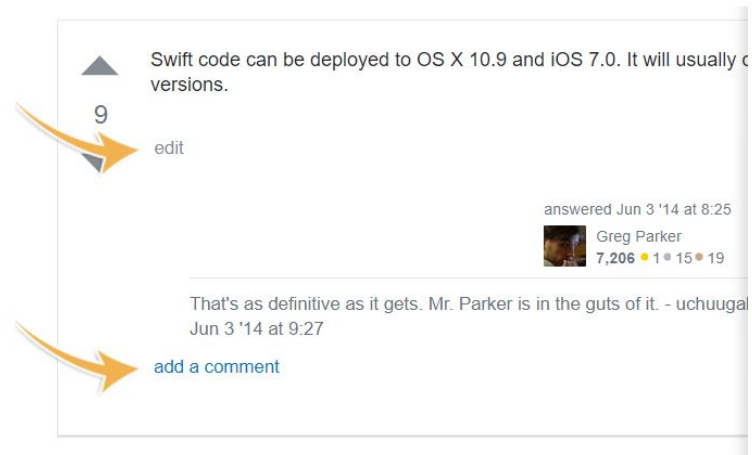 Swift code can be deployed to OS X 10.9 and iOS 7.0. It will usually
versions.
9
edit
answered Jun 3 '14 at 8:25
Greg Parker
7,206 1 15 19
That's as definitive as it gets. Mr. Parker is in the guts of it. -
Jun 3 '14 at 9:27
add a comment